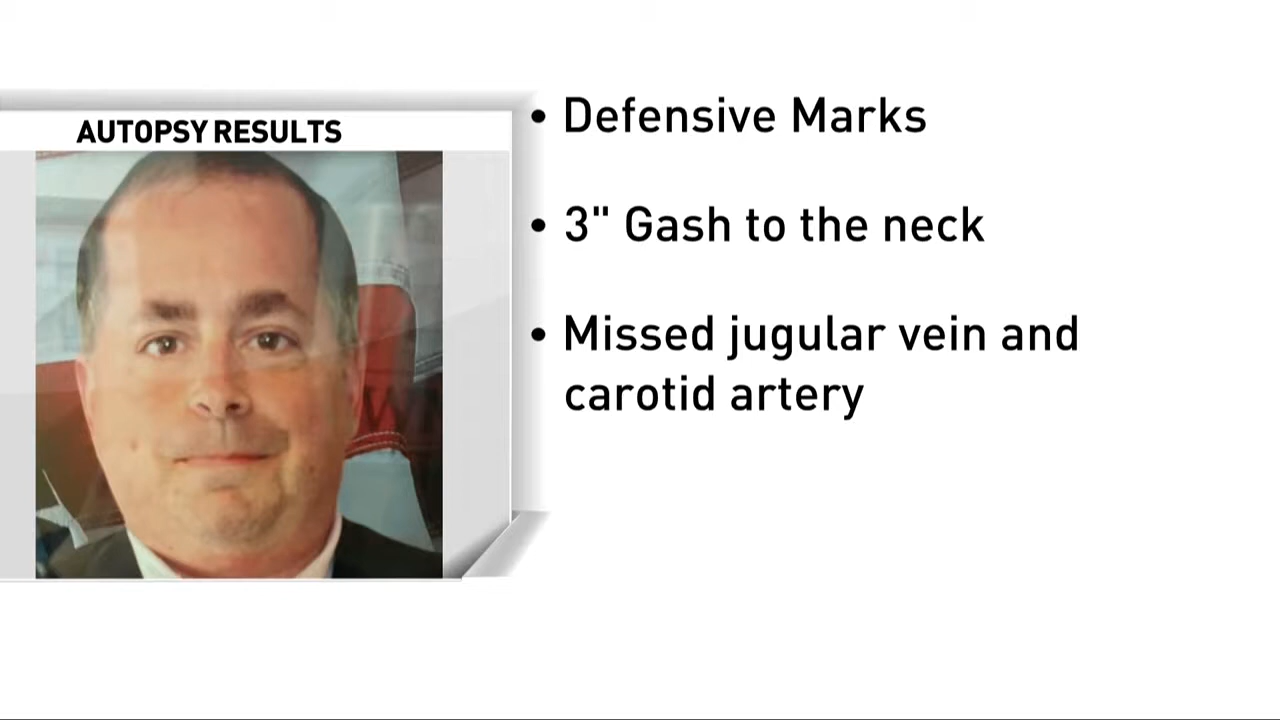 AUTOPSY RESULTS
• Defensive Marks
• 3" Gash to the neck
• Missed jugular vein and
carotid artery